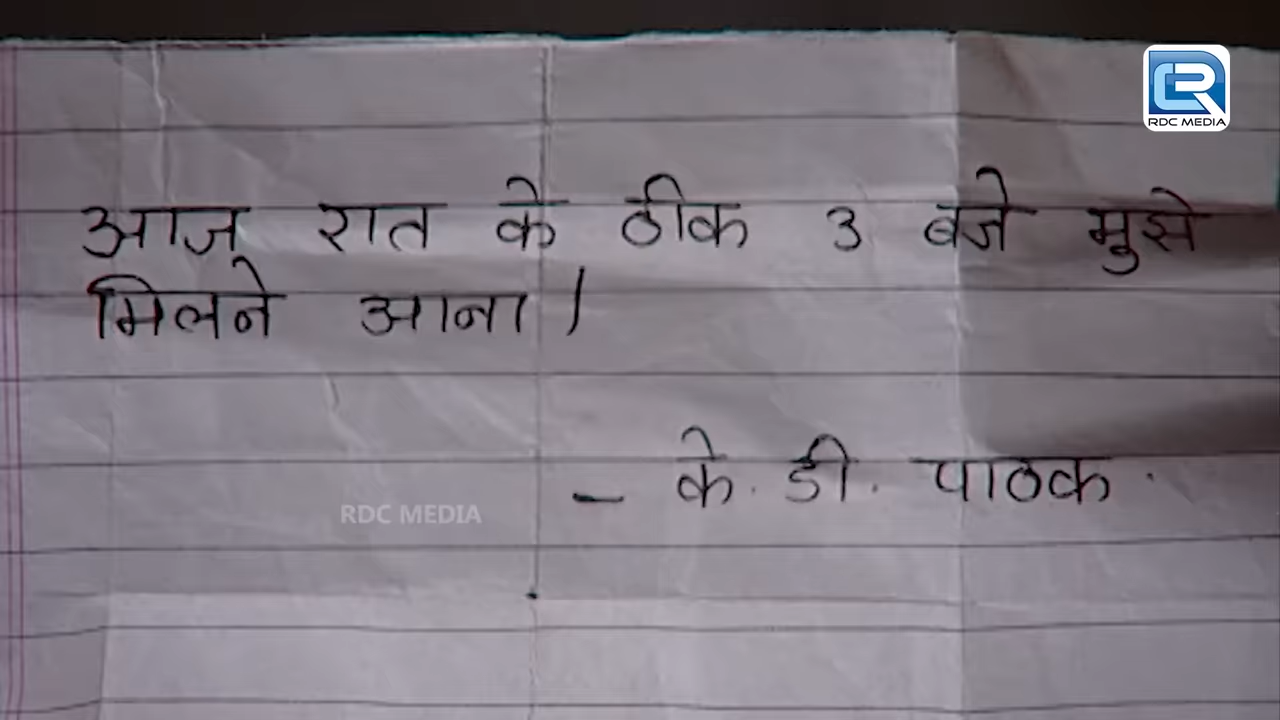 RDC MEDIA
आज रात के ठीक 3 बजे मुसे
मिलने आना।
RDC MEDIA
- के. डी. पाठक.